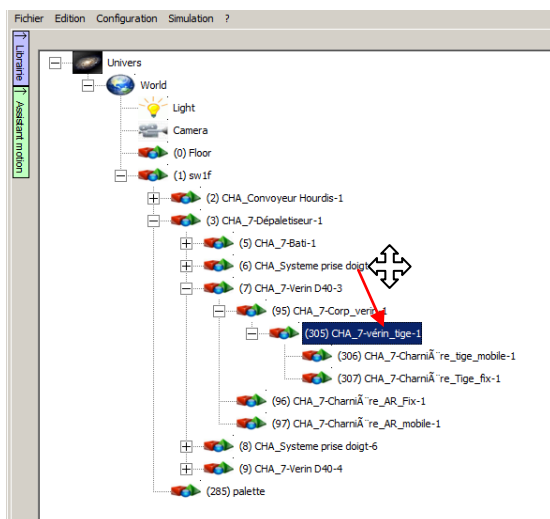 Fichier Edition Configuration Simulation ?
↑ Librairie
↑ Assistant motion
Univers
World
Light
Camera
(0) Floor
(1) sw1f
(2) CHA_Convoyeur Hourdis-1
(3) CHA_7-Dépaletiseur-1
(5) CHA_7-Bati-1
(6) CHA_Systeme prise doigt-
(7) CHA_7-Verin D40-3
(95) CHA_7-Corp_verin-1
(305) CHA_7-vérin_tige-1
(306) CHA_7-CharniÃ¨re_tige_mobile-1
(307) CHA_7-CharniÃ¨re_Tige_fix-1
(96) CHA_7-CharniÃ¨re_AR_Fix-1
(97) CHA_7-CharniÃ¨re_AR_mobile-1
(8) CHA_Systeme prise doigt-6
(9) CHA_7-Verin D40-4
(285) palette